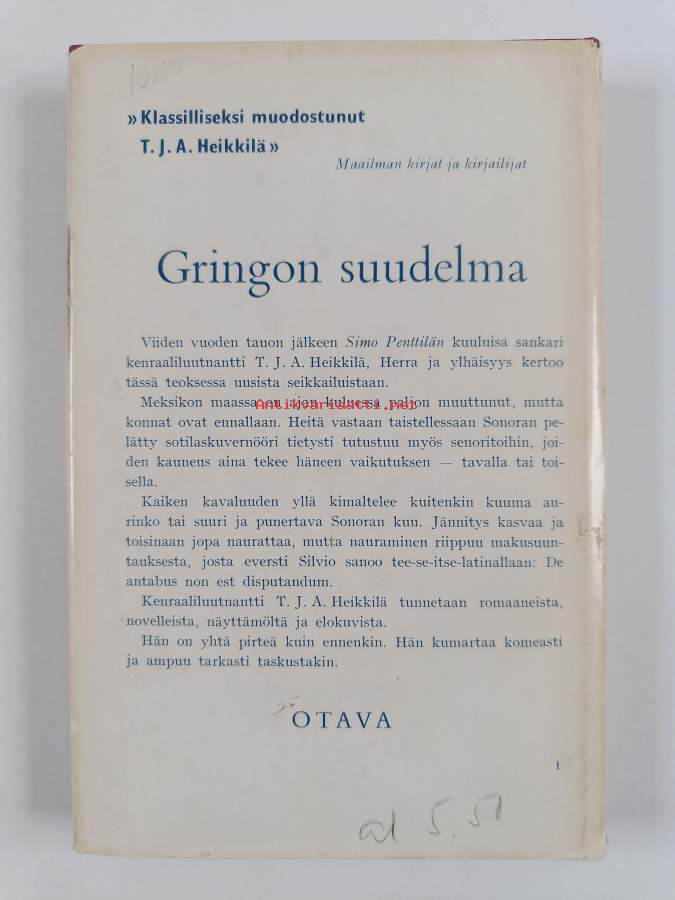 10.00
»Klassilliseksi muodostunut
T. J. A. Heikkilä»
Maailman kirjat ja kirjailijat
Gringon suudelma
Viiden vuoden tauon jälkeen Simo Penttilän kuuluisa sankari
kenraaliluutnantti T. J. A. Heikkilä, Herra ja ylhäisyys kertoo
tässä teoksessa uusista seikkailuistaan.
Meksikon maassa on ajan kuluessa paljon muuttunut, mutta
Antikvariaatti.net
konnat ovat ennallaan. Heitä vastaan taistellessaan Sonoran pe-
lätty sotilaskuvernööri tietysti tutustuu myös senoritoihin, joi-
den kauneus aina tekee häneen vaikutuksen — tavalla tai toi-
sella.
Kaiken kavaluuden yllä kimaltelee kuitenkin kuuma au-
rinko tai suuri ja punertava Sonoran kuu. Jännitys kasvaa ja
toisinaan jopa naurattaa, mutta nauraminen riippuu makusuun-
tauksesta, josta eversti Silvio sanoo tee-se-itse-latinallaan: De
antabus non est disputandum.
Kenraaliluutnantti T. J. A. Heikkilä tunnetaan romaaneista,
novelleista, näyttämöltä ja elokuvista.
Hän on yhtä pirteä kuin ennenkin. Hän kumartaa komeasti
ja ampuu tarkasti taskustakin.
OTAVA
1
5.50